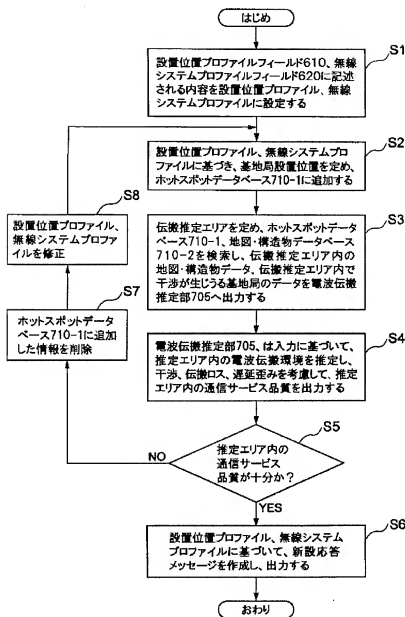 はじめ
S1
設置位置プロファイルフィールド610、無線
システムプロファイルフィールド620に記述
される内容を設置位置プロファイル、無線
システムプロファイルに設定する
S2
設置位置プロファイル、無線システムプロ
ファイルに基づき、基地局設置位置を定め、
ホットスポットデータベース710-1に追加する
S3
伝搬推定エリアを定め、ホットスポットデータ
ベース710-1、地図・構造物データベース
710-2を検索し、伝搬推定エリア内の
地図・構造物データ、伝搬推定エリア内で
干渉が生じうる基地局のデータを電波伝搬
推定部705へ出力する
S4
電波伝搬推定部705、は入力に基づいて、
推定エリア内の電波伝搬環境を推定し、
干渉、伝搬ロス、遅延歪みを考慮して、推定
エリア内の通信サービス品質を出力する
S5
推定エリア内の
通信サービス
品質が十分か?
NO
YES
S6
設置位置プロファイル、無線システム
プロファイルに基づいて、新設応答
メッセージを作成し、出力する
おわり
S7
ホットスポットデータ
ベース710-1に追加
した情報を削除
S8
設置位置プロファイル、
無線システムプロファ
イルを修正